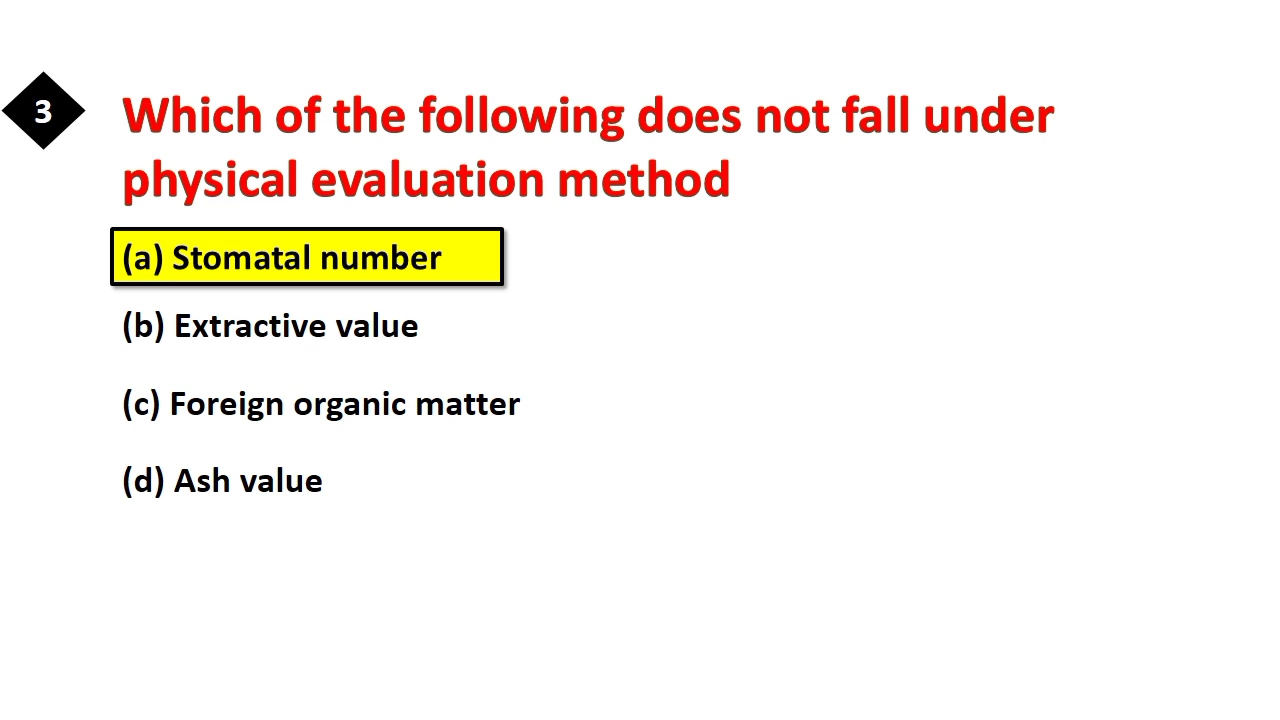 3
Which of the following does not fall under
physical evaluation method
(a) Stomatal number
(b) Extractive value
(c) Foreign organic matter
(d) Ash value